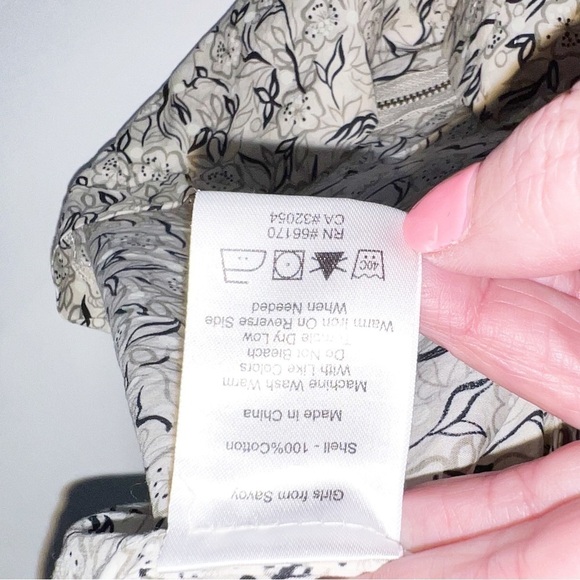 Girls from Savoy
Shell - 100%Cotton
Made in China
Machine Wash Warm
With Like Colors
Do Not Bleach
Tumble Dry Low
Warm Iron On Reverse Side
When Needed
40C
RN #66170
CA #32054